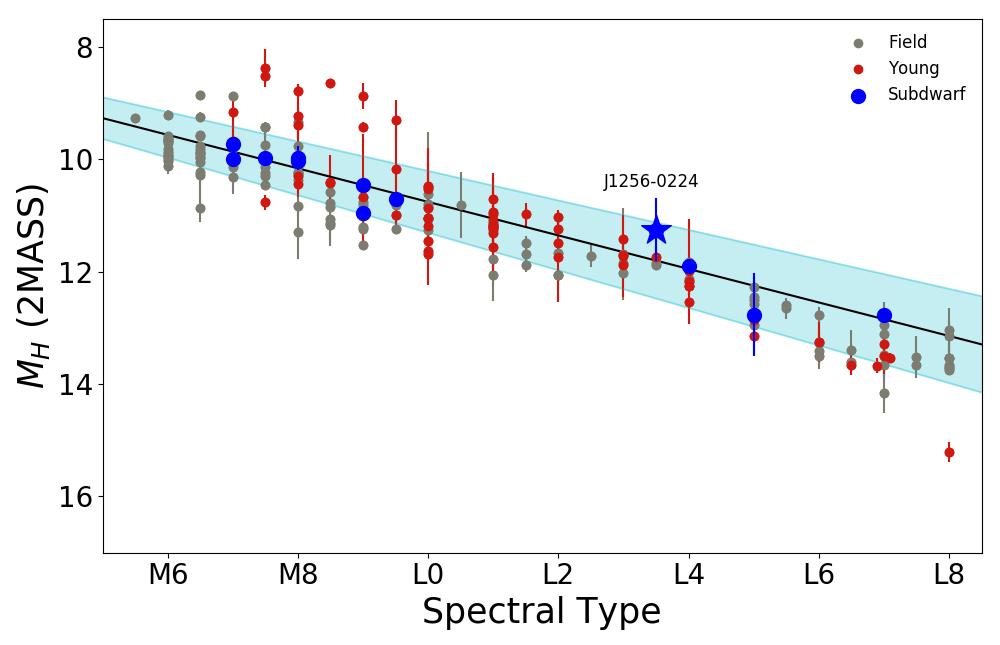 Field
Young
Subdwarf
J1256-0224
8
10
12
14
16
M_H (2MASS)
M6 M8 L0 L2 L4 L6 L8
Spectral Type